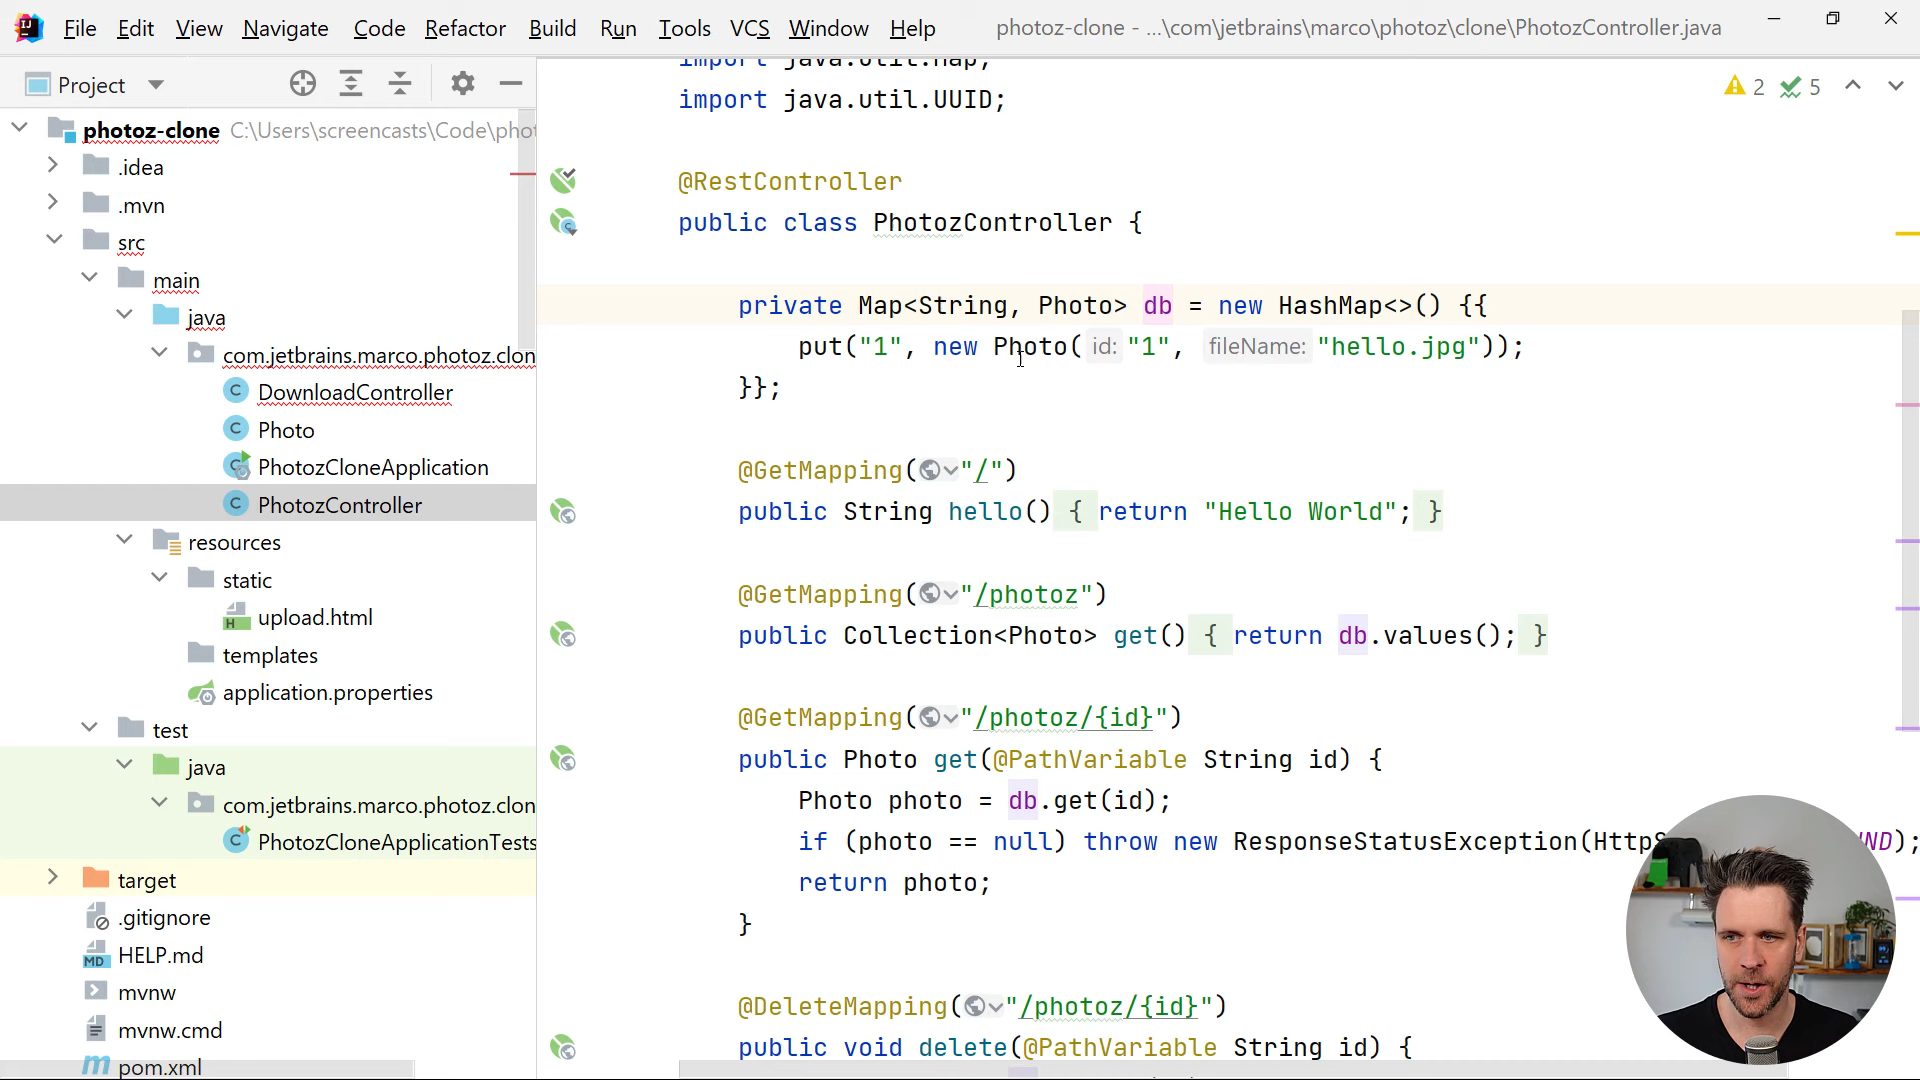 File Edit View Navigate Code Refactor Build Run Tools VCS Window Help photoz-clone - ...\com\jetbrains\marco\photoz\clone\PhotozController.java
Project
photoz-clone C:\Users\screencasts\Code\phot
.idea
.mvn
src
main
java
com.jetbrains.marco.photoz.clon
DownloadController
Photo
PhotozCloneApplication
PhotozController
resources
static
upload.html
templates
application.properties
test
java
com.jetbrains.marco.photoz.clon
PhotozCloneApplicationTests
target
.gitignore
HELP.md
mvnw
mvnw.cmd
pom.xml
2 5
import java.util.Map;
import java.util.UUID;
@RestController
public class PhotozController {
private Map<String, Photo> db = new HashMap<>() {{
put("1", new Photo( id: "1", fileName: "hello.jpg"));
}};
@GetMapping("/")
public String hello() { return "Hello World"; }
@GetMapping("/photoz")
public Collection<Photo> get() { return db.values(); }
@GetMapping("/photoz/{id}")
public Photo get(@PathVariable String id) {
Photo photo = db.get(id);
if (photo == null) throw new ResponseStatusException(HttpS ND);
return photo;
}
@DeleteMapping("/photoz/{id}")
public void delete(@PathVariable String id) {